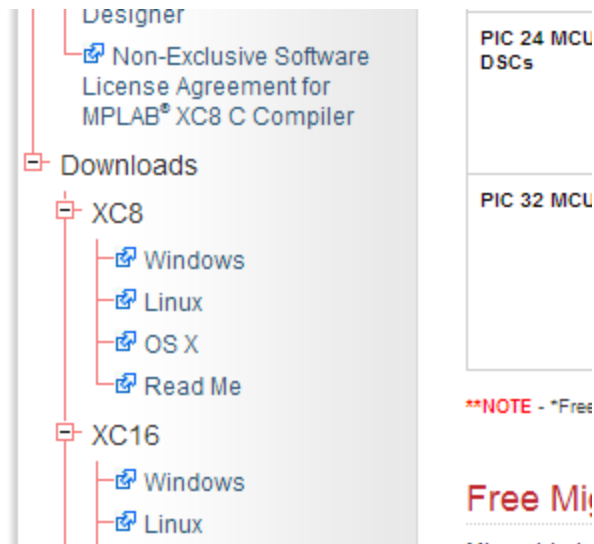 Designer
Non-Exclusive Software
License Agreement for
MPLAB® XC8 C Compiler
Downloads
XC8
Windows
Linux
OS X
Read Me
XC16
Windows
Linux
PIC 24 MCU
DSCs
PIC 32 MCU
**NOTE - *Free
Free Mig